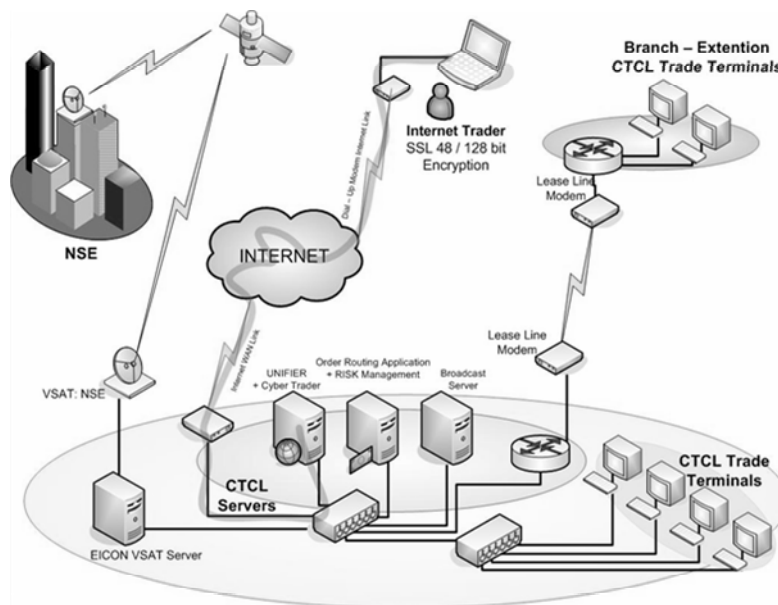 Branch – Extention
CTCL Trade Terminals
Internet Trader
SSL 48 / 128 bit
Encryption
Dial – Up Modem Internet Link
Lease Line
Modem
NSE
INTERNET
Lease Line
Modem
Internet WAN Link
VSAT: NSE
UNIFIER
+ Cyber Trader
Order Routing Application
+ RISK Management
Broadcast
Server
CTCL
Servers
CTCL Trade
Terminals
EICON VSAT Server